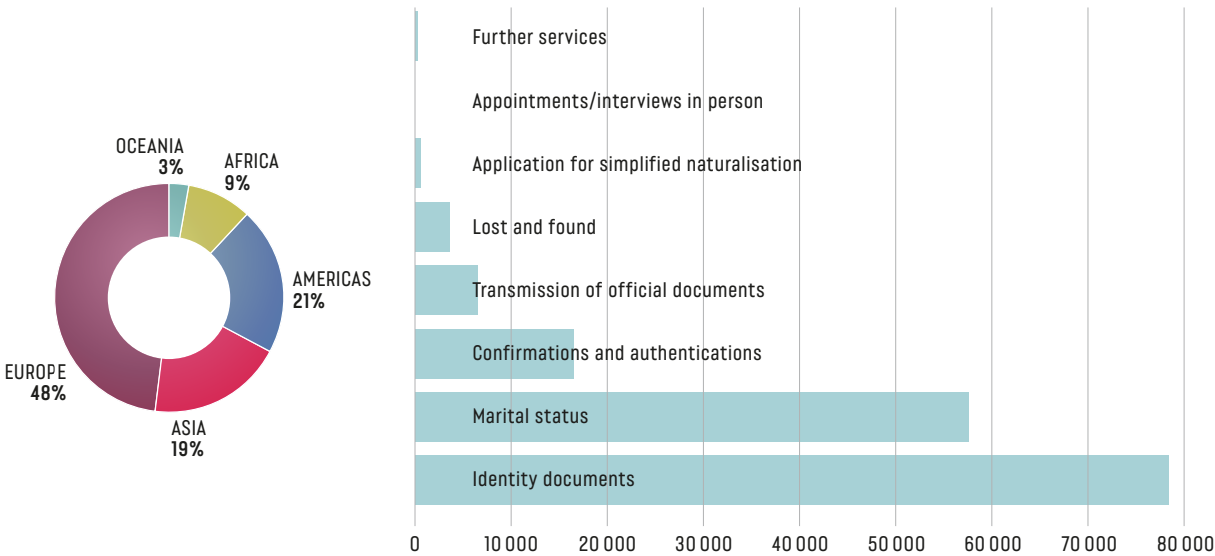 OCEANIA
3%
AFRICA
9%
AMERICAS
21%
EUROPE
48%
ASIA
19%
Further services
Appointments/interviews in person
Application for simplified naturalisation
Lost and found
Transmission of official documents
Confirmations and authentications
Marital status
Identity documents
0 10 000 20 000 30 000 40 000 50 000 60 000 70 000 80 000